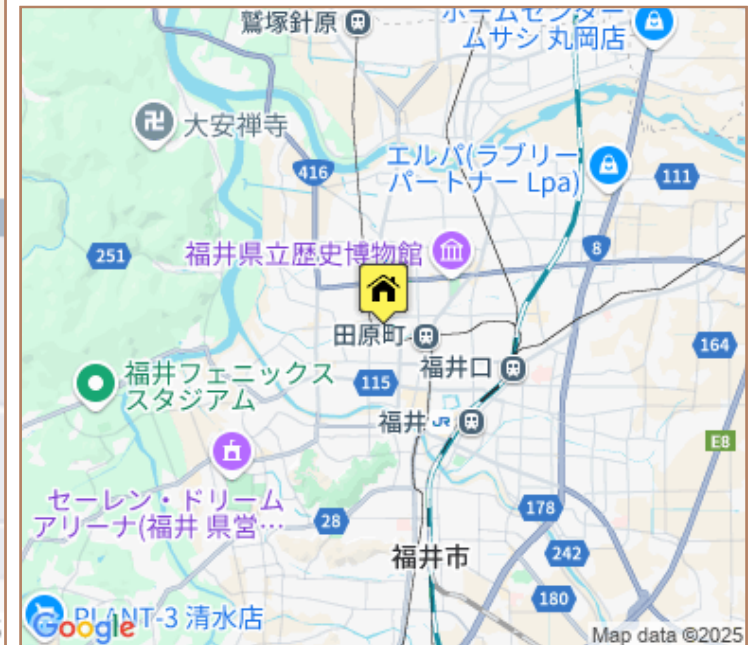 鷲塚針原
ホームセンター
ムサシ 丸岡店
大安禅寺
416
エルパ(ラブリー
パートナー Lpa)
111
251
福井県立歴史博物館
8
田原町
164
福井口
福井フェニックス
スタジアム
115
福井 JR
E8
セーレン・ドリーム
アリーナ(福井 県営…
28
178
福井市
242
180
PLANT-3 清水店
Google
Map data ©2025